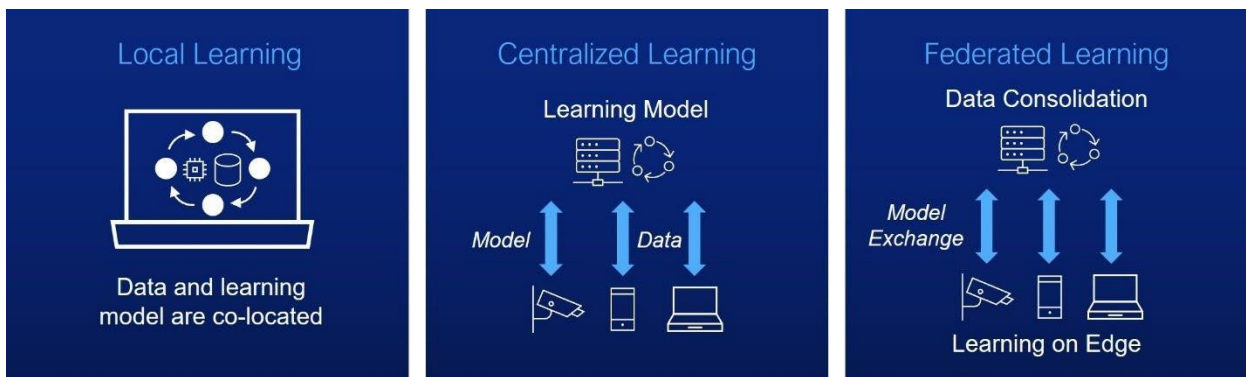 Local Learning
Data and learning
model are co-located
Centralized Learning
Learning Model
Model
Data
Federated Learning
Data Consolidation
Model
Exchange
Learning on Edge